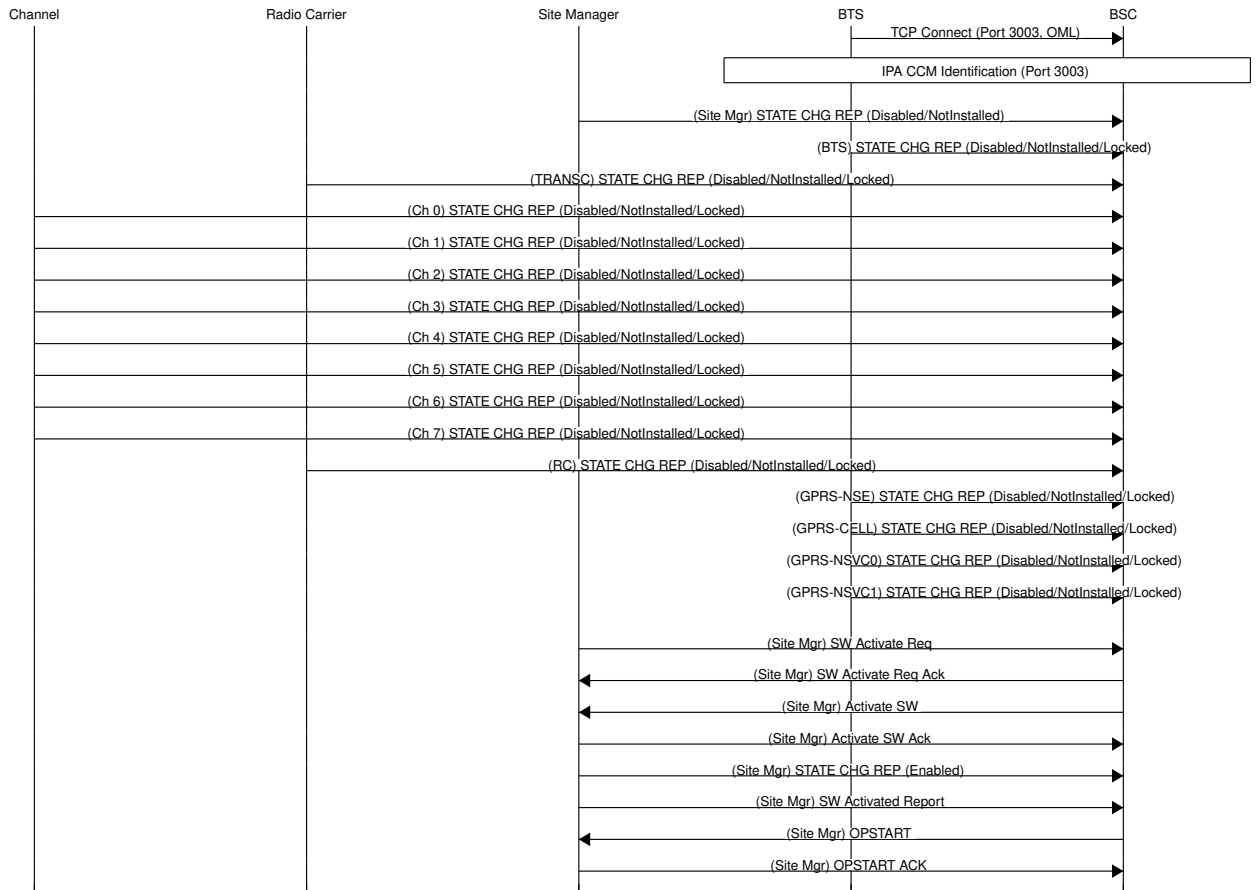 Channel Radio Carrier Site Manager BTS BSC
TCP Connect (Port 3003, OML)
IPA CCM Identification (Port 3003)
(Site Mgr) STATE CHG REP (Disabled/NotInstalled)
(BTS) STATE CHG REP (Disabled/NotInstalled/Locked)
(TRANSC) STATE CHG REP (Disabled/NotInstalled/Locked)
(Ch 0) STATE CHG REP (Disabled/NotInstalled/Locked)
(Ch 1) STATE CHG REP (Disabled/NotInstalled/Locked)
(Ch 2) STATE CHG REP (Disabled/NotInstalled/Locked)
(Ch 3) STATE CHG REP (Disabled/NotInstalled/Locked)
(Ch 4) STATE CHG REP (Disabled/NotInstalled/Locked)
(Ch 5) STATE CHG REP (Disabled/NotInstalled/Locked)
(Ch 6) STATE CHG REP (Disabled/NotInstalled/Locked)
(Ch 7) STATE CHG REP (Disabled/NotInstalled/Locked)
(RC) STATE CHG REP (Disabled/NotInstalled/Locked)
(GPRS-NSE) STATE CHG REP (Disabled/NotInstalled/Locked)
(GPRS-CELL) STATE CHG REP (Disabled/NotInstalled/Locked)
(GPRS-NSVC0) STATE CHG REP (Disabled/NotInstalled/Locked)
(GPRS-NSVC1) STATE CHG REP (Disabled/NotInstalled/Locked)
(Site Mgr) SW Activate Req
(Site Mgr) SW Activate Req Ack
(Site Mgr) Activate SW
(Site Mgr) Activate SW Ack
(Site Mgr) STATE CHG REP (Enabled)
(Site Mgr) SW Activated Report
(Site Mgr) OPSTART
(Site Mgr) OPSTART ACK